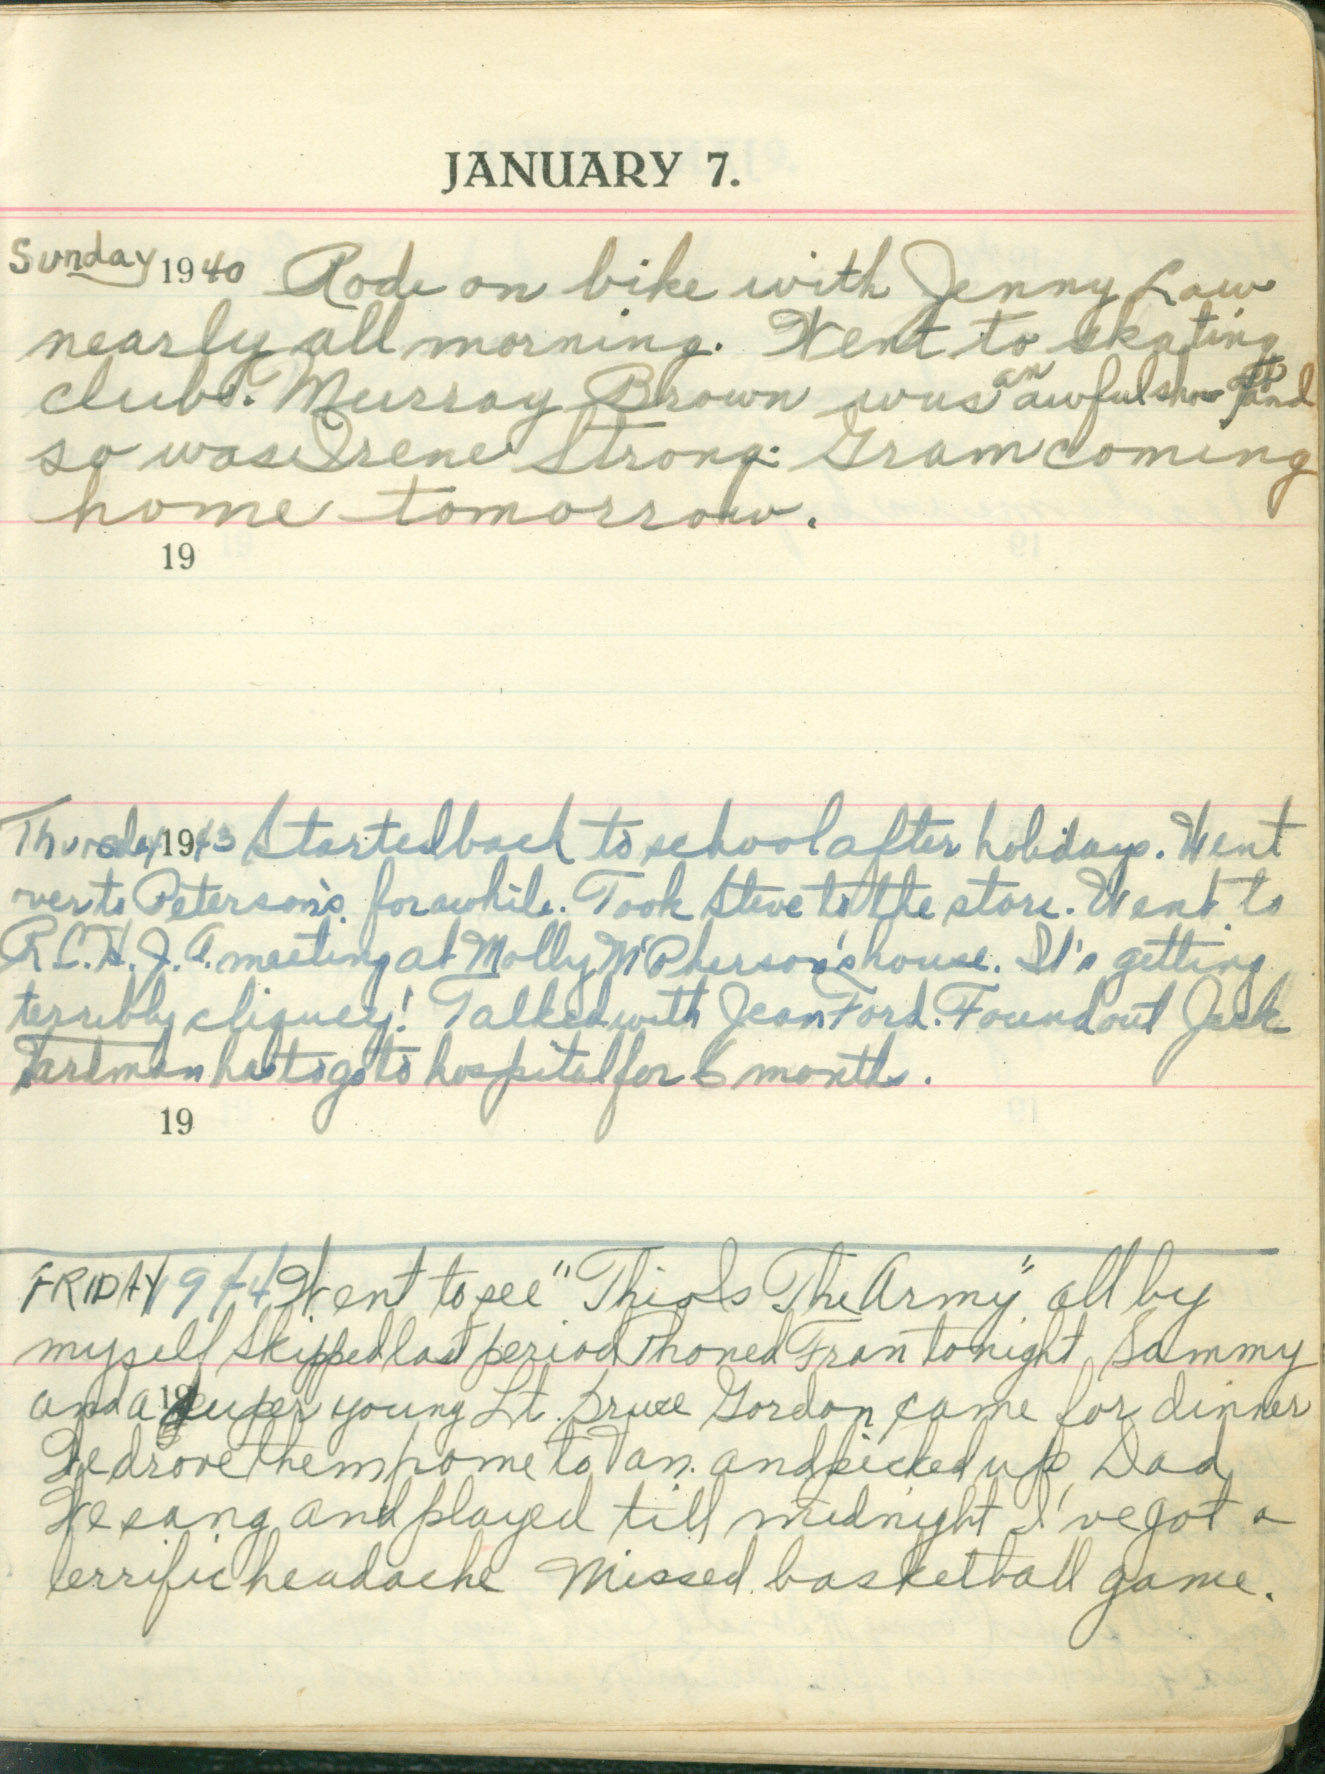 JANUARY 7.
Sunday 1940 Rode on bike with Jenny Law
nearly all morning. Went to skating
club. Murray Brown was an awful show off and
so was Irene Strong. Gram coming
home tomorrow.
19
Thursday 1943 Started back to school after holidays. Went
over to Peterson's for awhile. Took Steve to the store. Went to
R.C.H.J.A. meeting at Molly McPherson's house. It's getting
terribly cliquey! Talked with Jean Ford. Found out Jack
has to go to hospital for 6 months.
19
FRIDAY 1944 Went to see "This Is The Army" all by
myself Skipped last period Phoned Fran tonight Sammy
and a super young Lt. Bruce Gordon came for dinner
We drove them home to and picked up Dad
We sang and played till midnight I've got a
terrific headache Missed basketball game.
19